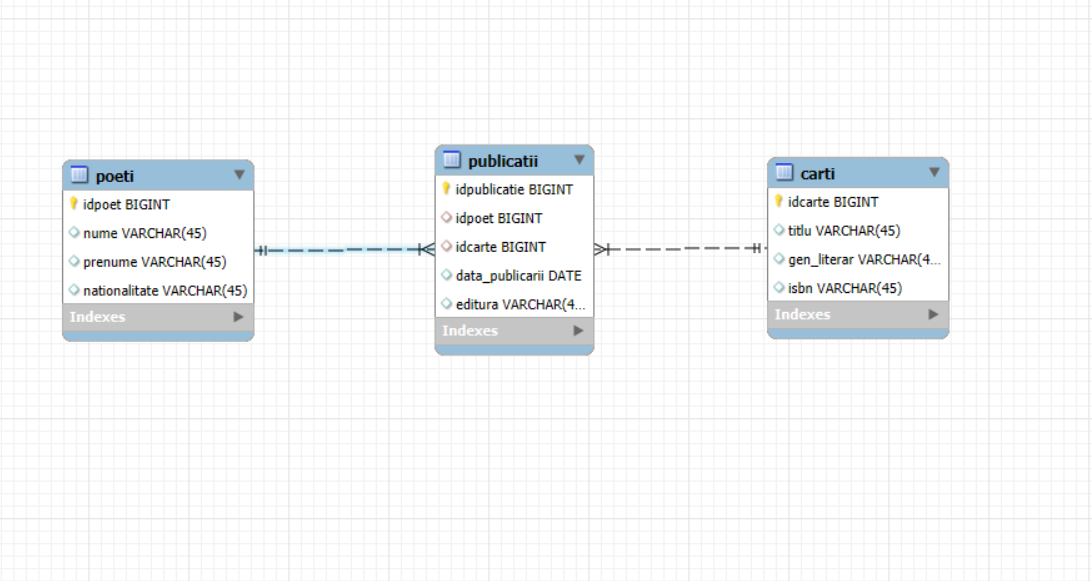 poeti
idpoet BIGINT
nume VARCHAR(45)
prenume VARCHAR(45)
nationalitate VARCHAR(45)
Indexes
publicatii
idpublicatie BIGINT
idpoet BIGINT
idcarte BIGINT
data_publicarii DATE
editura VARCHAR(4...
Indexes
carti
idcarte BIGINT
titlu VARCHAR(45)
gen_literar VARCHAR(4...
isbn VARCHAR(45)
Indexes